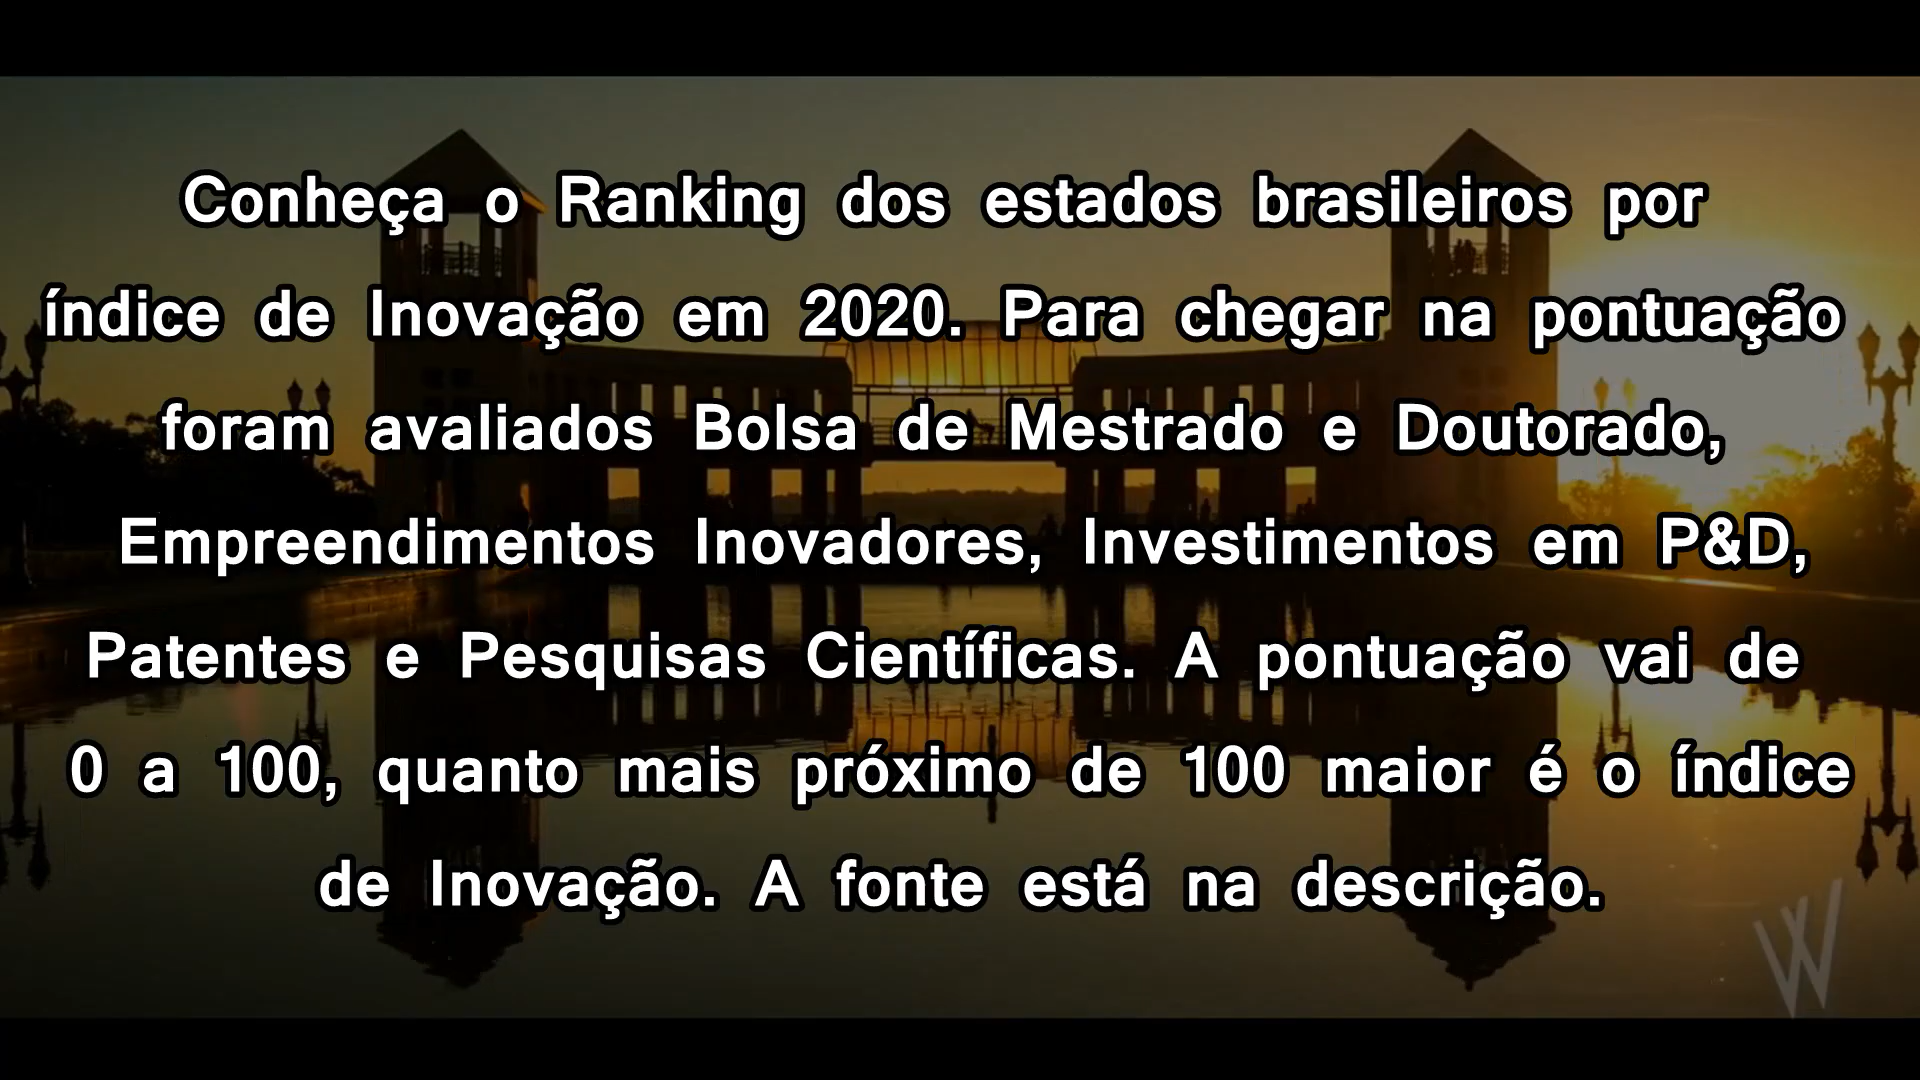 Conheça o Ranking dos estados brasileiros por
índice de Inovação em 2020. Para chegar na pontuação
foram avaliados Bolsa de Mestrado e Doutorado,
Empreendimentos Inovadores, Investimentos em P&D,
Patentes e Pesquisas Científicas. A pontuação vai de
0 a 100, quanto mais próximo de 100 maior é o índice
de Inovação. A fonte está na descrição.